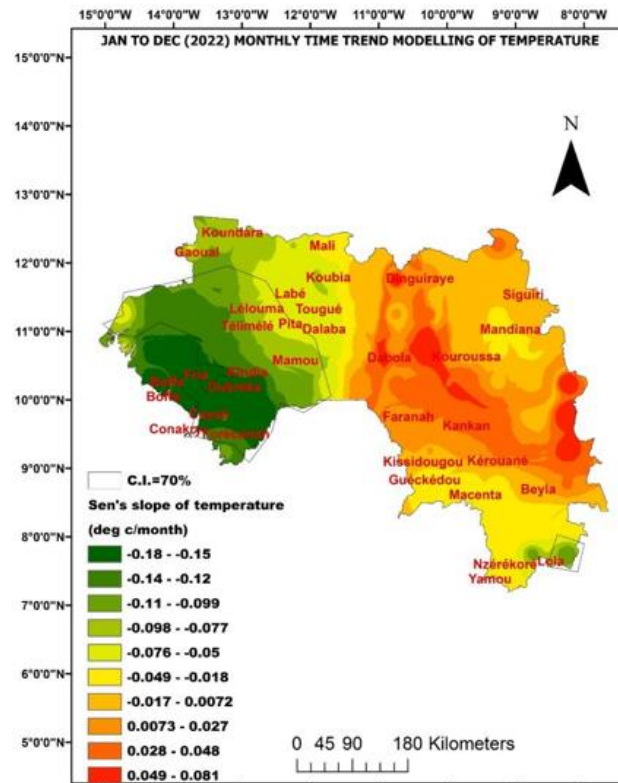 15°0'0"W 14°0'0"W 13°0'0"W 12°0'0"W 11°0'0"W 10°0'0"W 9°0'0"W 8°0'0"W
15°0'0"N
JAN TO DEC (2022) MONTHLY TIME TREND MODELLING OF TEMPERATURE
14°0'0"N
N
13°0'0"N
Koundara
Mali
Gaoual
12°0'0"N
Koubia
Dinguiraye
Labé
Siguiri
Lélouma
Tougué
Télimélé
Pita
Dalaba
Mandiana
11°0'0"N
Mamou
Dabola
Kouroussa
Fria
Boffa
10°0'0"N
Faranah
Kankan
Conakry
9°0'0"N
Kissidougou
Kérouané
Guéckédou
Macenta
Beyla
C.I.=70%
Sen's slope of temperature
8°0'0"N
(deg c/month)
Nzérékoré
Lola
Yamou
7°0'0"N
-0.18 - -0.15
-0.14 - -0.12
-0.11 - -0.099
-0.098 - -0.077
6°0'0"N
-0.076 - -0.05
-0.049 - -0.018
-0.017 - 0.0072
5°0'0"N
0.0073 - 0.027
0.028 - 0.048
0.049 - 0.081
0 45 90 180 Kilometers